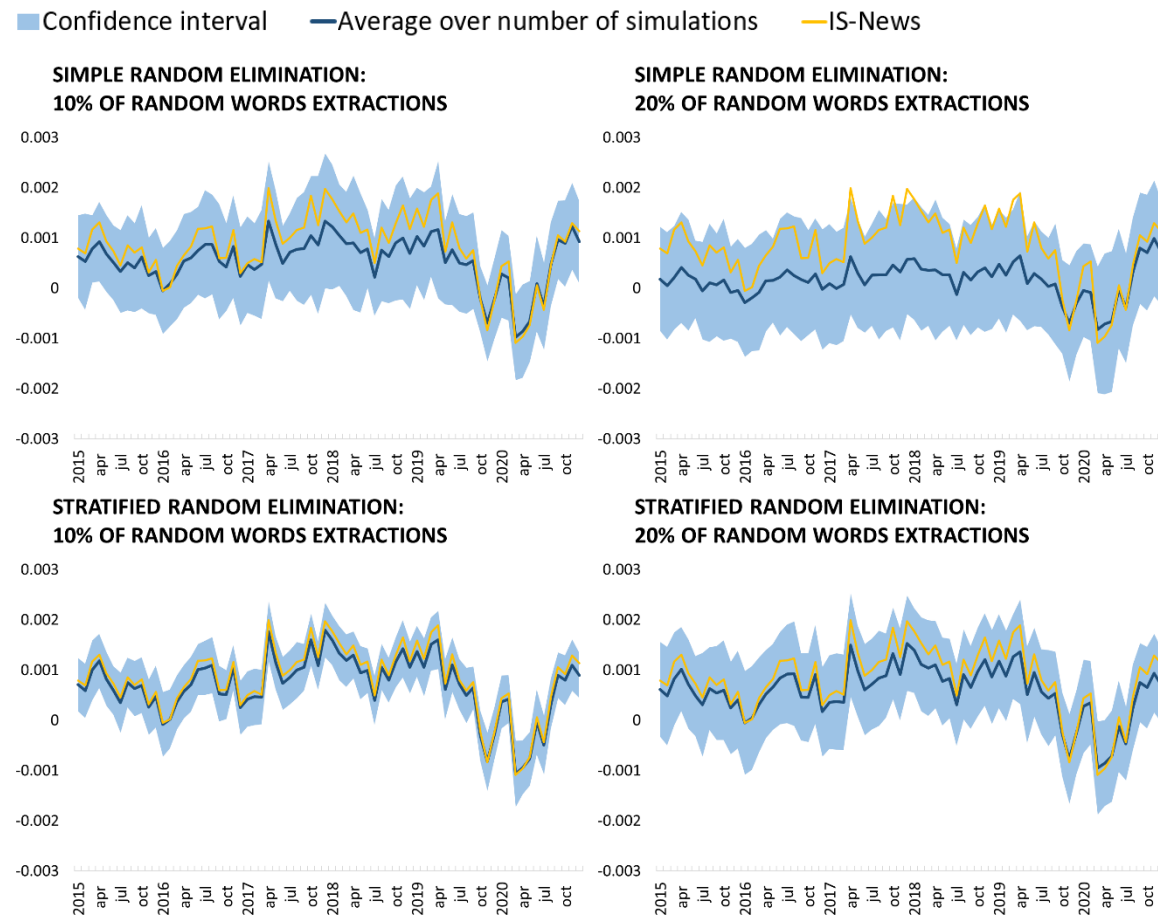 Confidence interval Average over number of simulations IS-News
SIMPLE RANDOM ELIMINATION:
10% OF RANDOM WORDS EXTRACTIONS
0.003
0.002
0.001
0
-0.001
-0.002
-0.003
2015 apr jul oct 2016 apr jul oct 2017 apr jul oct 2018 apr jul oct 2019 apr jul oct 2020 apr jul oct
SIMPLE RANDOM ELIMINATION:
20% OF RANDOM WORDS EXTRACTIONS
0.003
0.002
0.001
0
-0.001
-0.002
-0.003
2015 apr jul oct 2016 apr jul oct 2017 apr jul oct 2018 apr jul oct 2019 apr jul oct 2020 apr jul oct
STRATIFIED RANDOM ELIMINATION:
10% OF RANDOM WORDS EXTRACTIONS
0.003
0.002
0.001
0
-0.001
-0.002
-0.003
2015 apr jul oct 2016 apr jul oct 2017 apr jul oct 2018 apr jul oct 2019 apr jul oct 2020 apr jul oct
STRATIFIED RANDOM ELIMINATION:
20% OF RANDOM WORDS EXTRACTIONS
0.003
0.002
0.001
0
-0.001
-0.002
-0.003
2015 apr jul oct 2016 apr jul oct 2017 apr jul oct 2018 apr jul oct 2019 apr jul oct 2020 apr jul oct